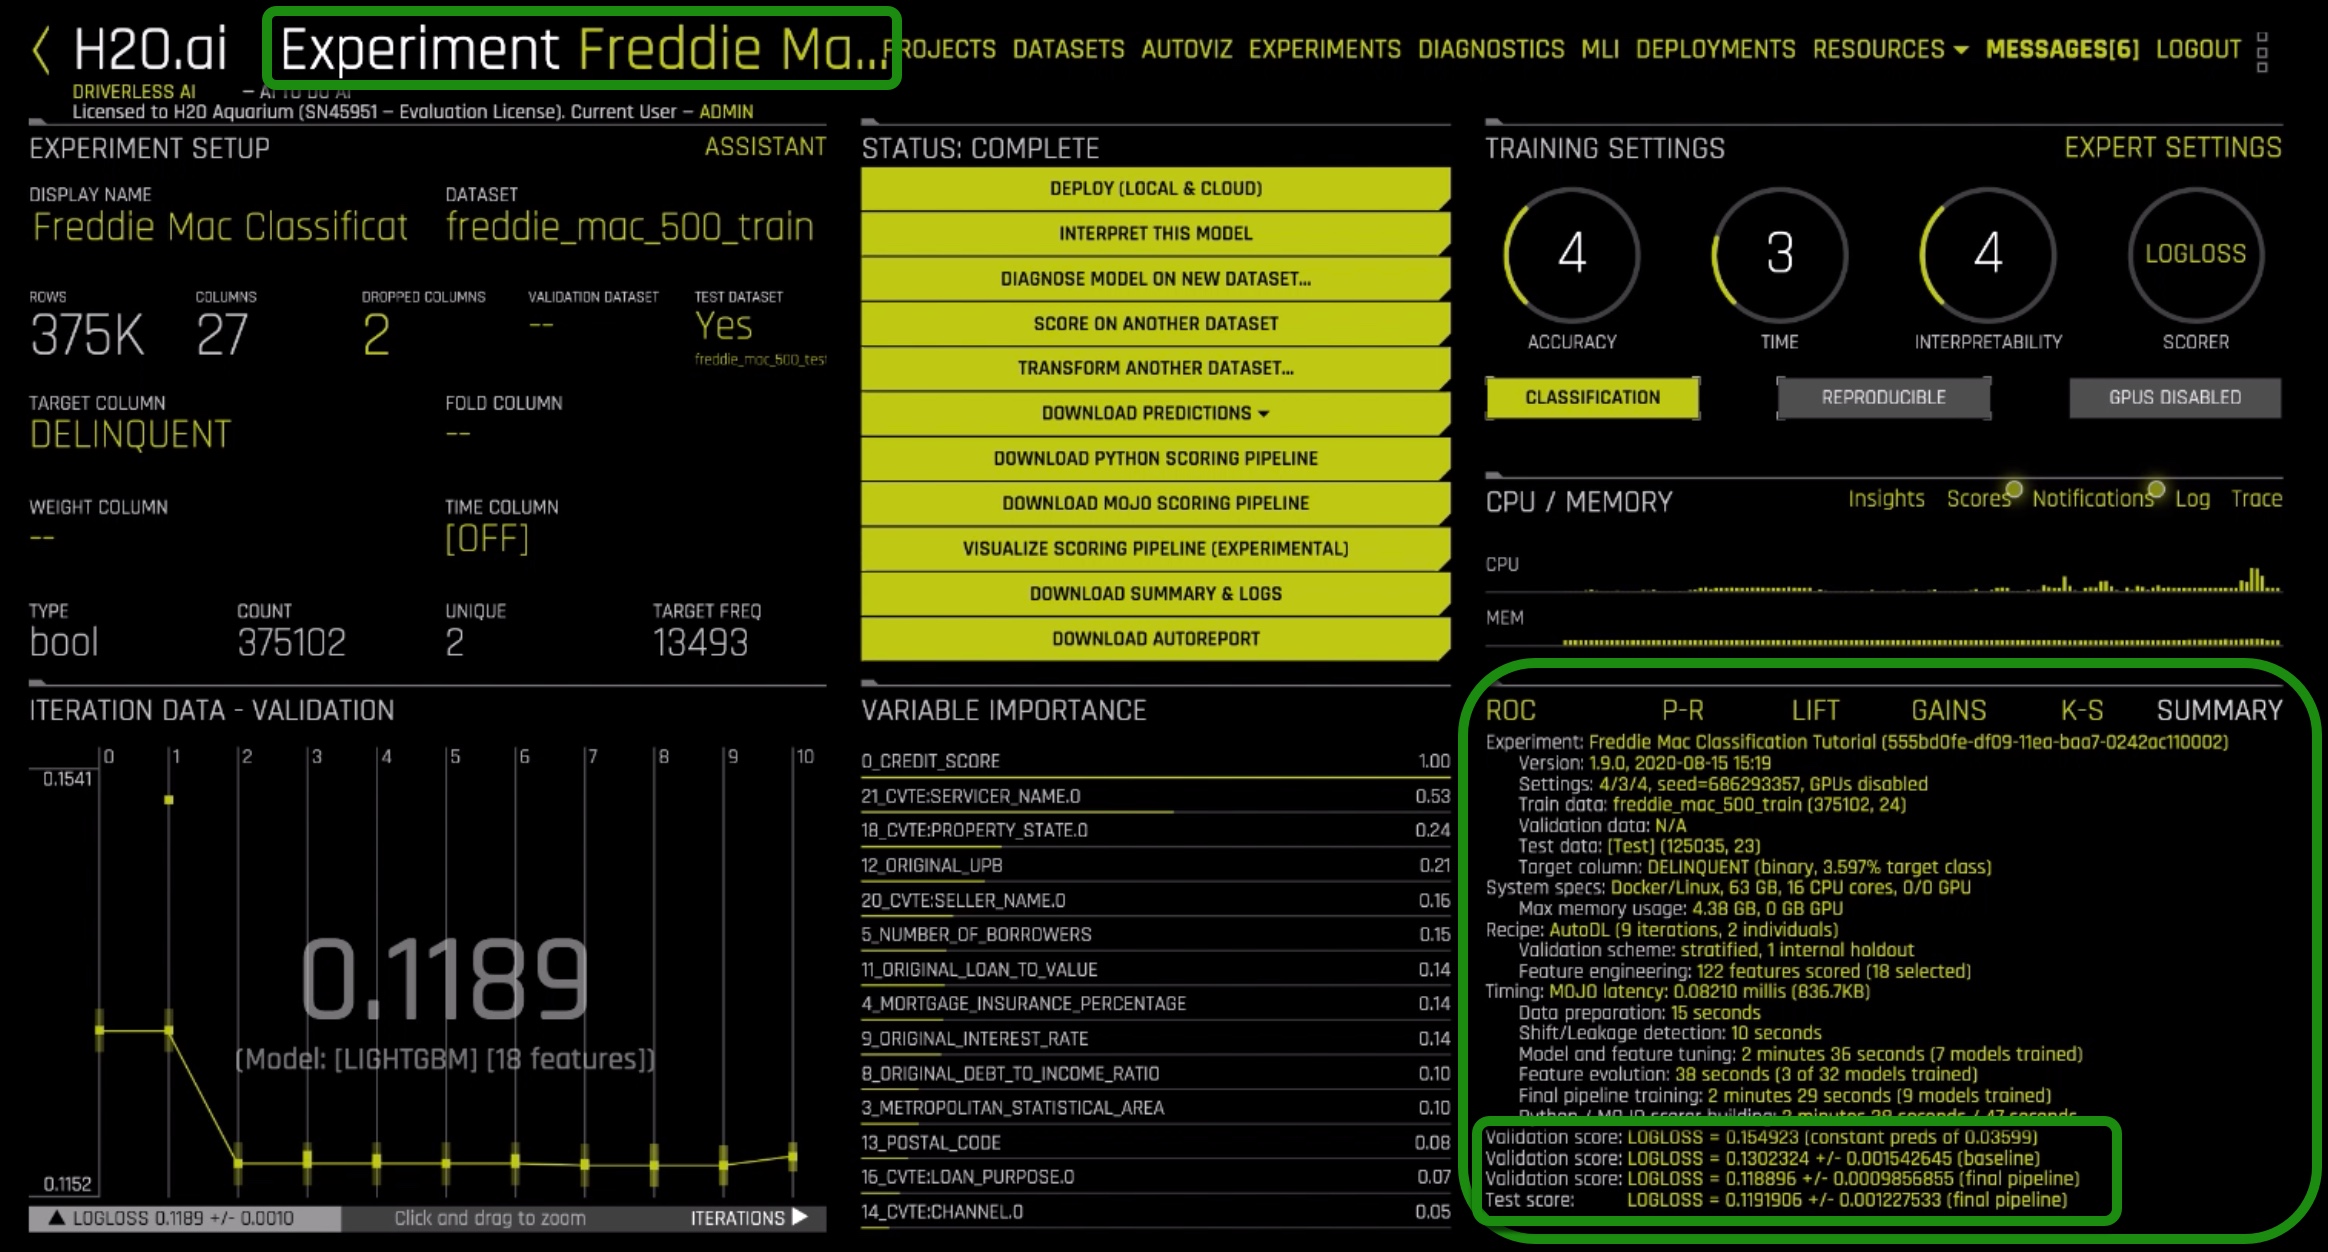 H2O.ai Experiment Freddie Ma...
PROJECTS DATASETS AUTOVIZ EXPERIMENTS DIAGNOSTICS MLI DEPLOYMENTS RESOURCES MESSAGES[6] LOGOUT
DRIVERLESS AI — AI TO DO AI
Licensed to H2O Aquarium (SN45951 – Evaluation License). Current User – ADMIN
EXPERIMENT SETUP ASSISTANT
DISPLAY NAME DATASET
Freddie Mac Classificat freddie_mac_500_train
ROWS COLUMNS DROPPED COLUMNS VALIDATION DATASET TEST DATASET
375K 27 2 -- Yes
freddie_mac_500_test
TARGET COLUMN FOLD COLUMN
DELINQUENT --
WEIGHT COLUMN TIME COLUMN
-- [OFF]
TYPE COUNT UNIQUE TARGET FREQ
bool 375102 2 13493
STATUS: COMPLETE
DEPLOY (LOCAL & CLOUD)
INTERPRET THIS MODEL
DIAGNOSE MODEL ON NEW DATASET...
SCORE ON ANOTHER DATASET
TRANSFORM ANOTHER DATASET...
DOWNLOAD PREDICTIONS
DOWNLOAD PYTHON SCORING PIPELINE
DOWNLOAD MOJO SCORING PIPELINE
VISUALIZE SCORING PIPELINE (EXPERIMENTAL)
DOWNLOAD SUMMARY & LOGS
DOWNLOAD AUTOREPORT
TRAINING SETTINGS EXPERT SETTINGS
4 3 4 LOGLOSS
ACCURACY TIME INTERPRETABILITY SCORER
CLASSIFICATION REPRODUCIBLE GPUS DISABLED
CPU / MEMORY Insights Scores Notifications Log Trace
CPU
MEM
ITERATION DATA - VALIDATION
0 1 2 3 4 5 6 7 8 9 10
0.1541
0.1189
(Model: [LIGHTGBM] [18 features])
0.1152
LOGLOSS 0.1189 +/- 0.0010 Click and drag to zoom ITERATIONS
VARIABLE IMPORTANCE
0_CREDIT_SCORE 1.00
21_CVTE:SERVICER_NAME.0 0.53
18_CVTE:PROPERTY_STATE.0 0.24
12_ORIGINAL_UPB 0.21
20_CVTE:SELLER_NAME.0 0.16
5_NUMBER_OF_BORROWERS 0.15
11_ORIGINAL_LOAN_TO_VALUE 0.14
4_MORTGAGE_INSURANCE_PERCENTAGE 0.14
9_ORIGINAL_INTEREST_RATE 0.14
8_ORIGINAL_DEBT_TO_INCOME_RATIO 0.10
3_METROPOLITAN_STATISTICAL_AREA 0.10
13_POSTAL_CODE 0.08
16_CVTE:LOAN_PURPOSE.0 0.07
14_CVTE:CHANNEL.0 0.05
ROC P-R LIFT GAINS K-S SUMMARY
Experiment: Freddie Mac Classification Tutorial (555bd0fe-df09-11ea-baa7-0242ac110002)
Version: 1.9.0, 2020-08-15 15:19
Settings: 4/3/4, seed=686293357, GPUs disabled
Train data: freddie_mac_500_train (375102, 24)
Validation data: N/A
Test data: [Test] (125035, 23)
Target column: DELINQUENT (binary, 3.597% target class)
System specs: Docker/Linux, 63 GB, 16 CPU cores, 0/0 GPU
Max memory usage: 4.38 GB, 0 GB GPU
Recipe: AutoDL (9 iterations, 2 individuals)
Validation scheme: stratified, 1 internal holdout
Feature engineering: 122 features scored (18 selected)
Timing: MOJO latency: 0.08210 millis (836.7KB)
Data preparation: 15 seconds
Shift/Leakage detection: 10 seconds
Model and feature tuning: 2 minutes 36 seconds (7 models trained)
Feature evolution: 38 seconds (3 of 32 models trained)
Final pipeline training: 2 minutes 29 seconds (9 models trained)
Python / MOJO scorer building: 2 minutes 28 seconds / 47 seconds
Validation score: LOGLOSS = 0.154923 (constant preds of 0.03599)
Validation score: LOGLOSS = 0.1302324 +/- 0.001542645 (baseline)
Validation score: LOGLOSS = 0.118896 +/- 0.0009856855 (final pipeline)
Test score: LOGLOSS = 0.1191906 +/- 0.001227533 (final pipeline)